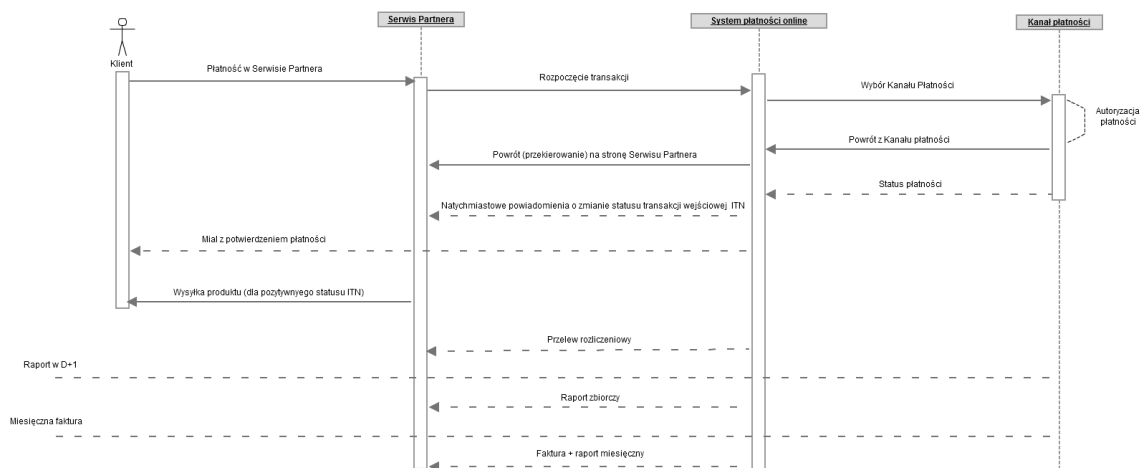 Serwis Partnera
System płatności online
Kanał płatności
Klient
Płatność w Serwisie Partnera
Rozpoczęcie transakcji
Wybór Kanału Płatności
Autoryzacja
płatności
Powrót z Kanału płatności
Powrót (przekierowanie) na stronę Serwisu Partnera
Status płatności
Natychmiastowe powiadomienia o zmianie statusu transakcji wejściowej ITN
Mial z potwierdzeniem płatności
Wysyłka produktu (dla pozytywnego statusu ITN)
Przelew rozliczeniowy
Raport w D+1
Raport zbiorczy
Miesięczna faktura
Faktura + raport miesięczny